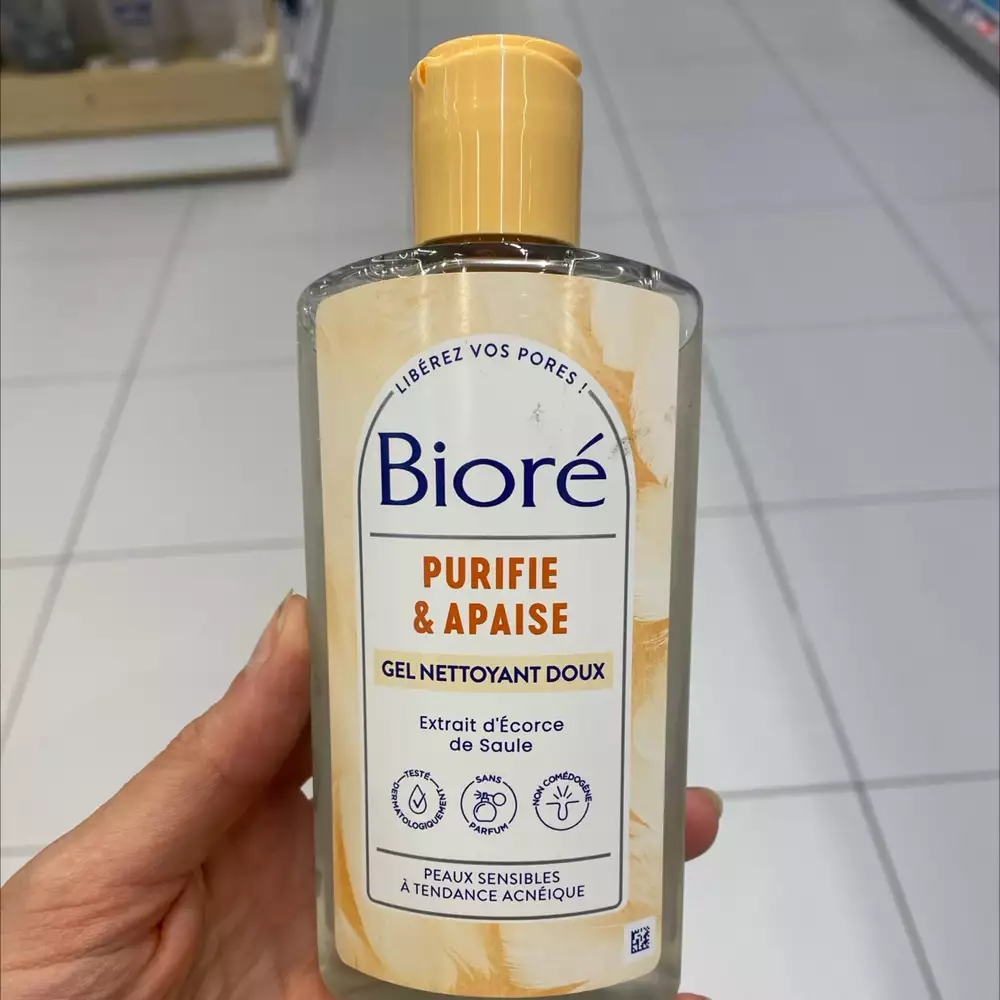 LIBÉREZ VOS PORES !
Bioré
PURIFIE
& APAISE
GEL NETTOYANT DOUX
Extrait d'Écorce
de Saule
TESTÉ DERMATOLOGIQUEMENT
SANS PARFUM
NON COMÉDOGÈNE
PEAUX SENSIBLES
À TENDANCE ACNÉIQUE